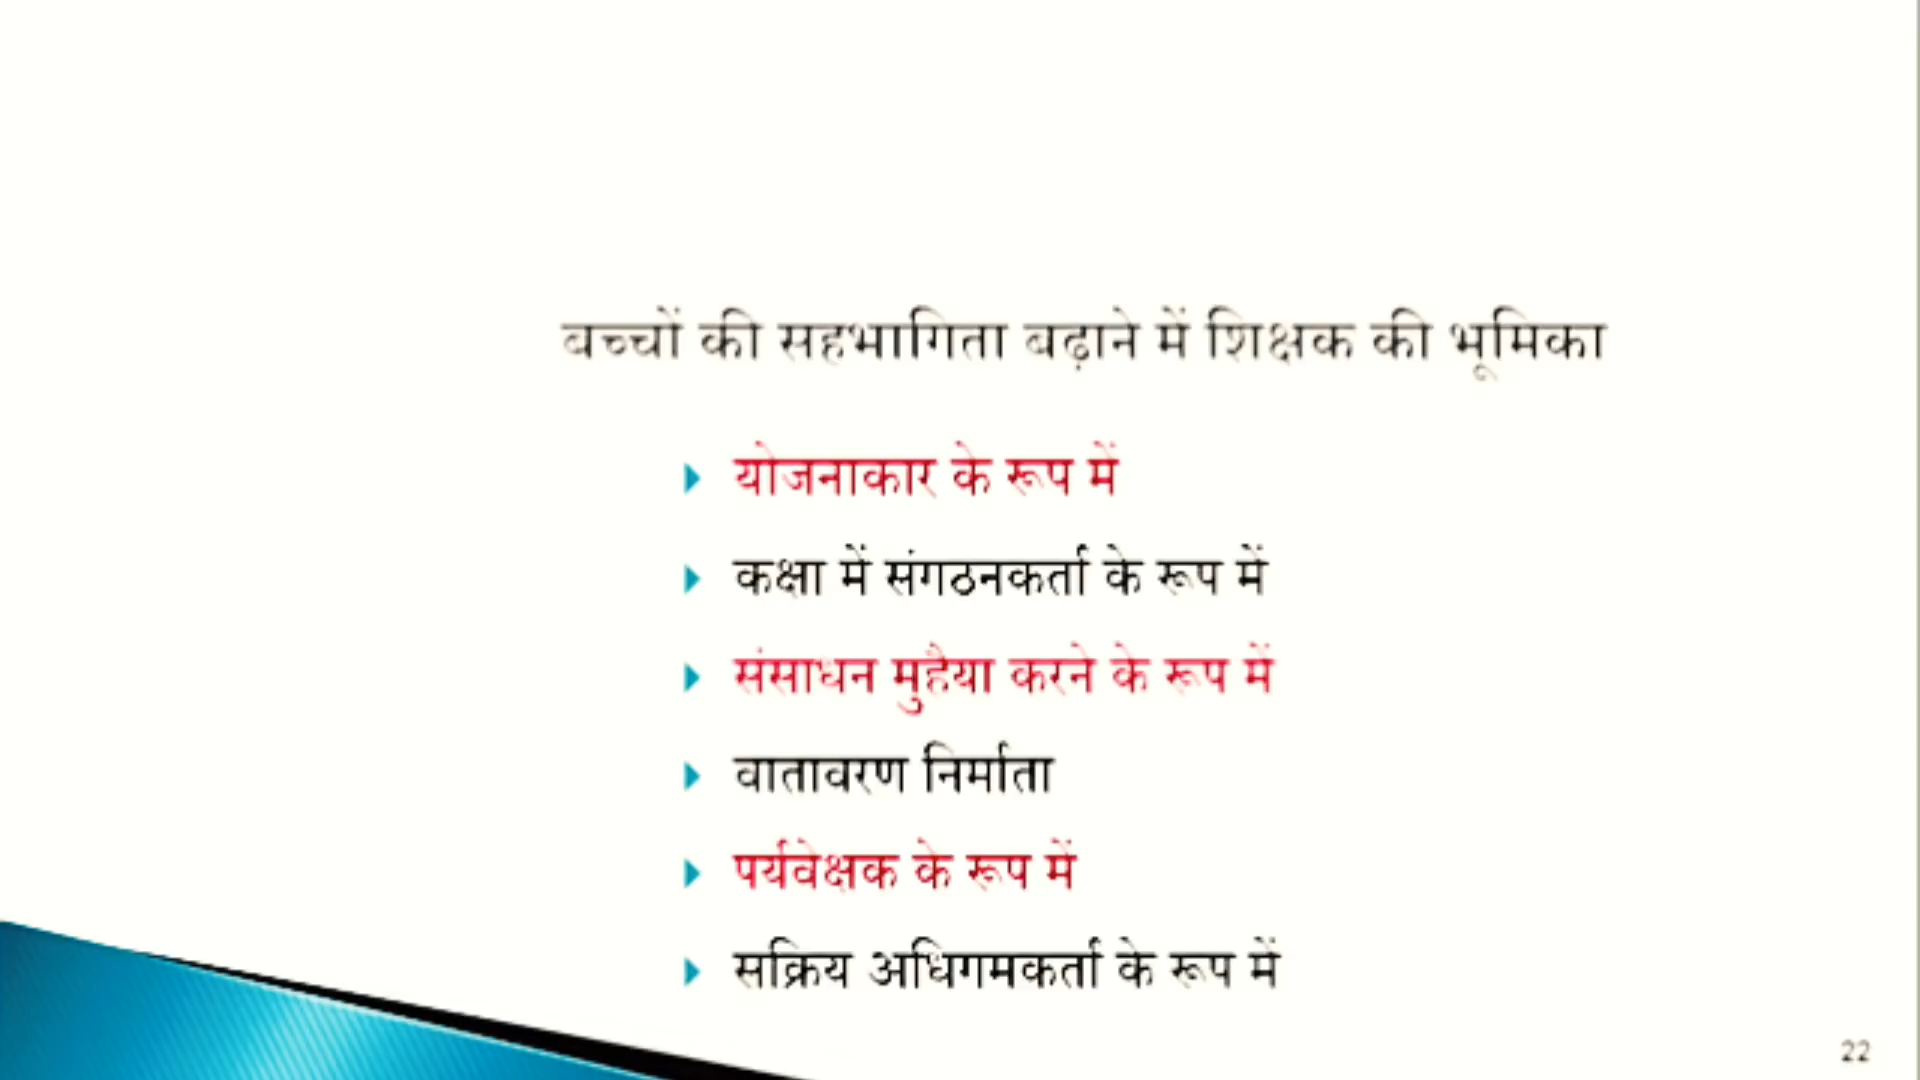 बच्चों की सहभागिता बढ़ाने में शिक्षक की भूमिका
योजनाकार के रूप में
कक्षा में संगठनकर्ता के रूप में
संसाधन मुहैया करने के रूप में
वातावरण निर्माता
पर्यवेक्षक के रूप में
सक्रिय अधिगमकर्ता के रूप में
22